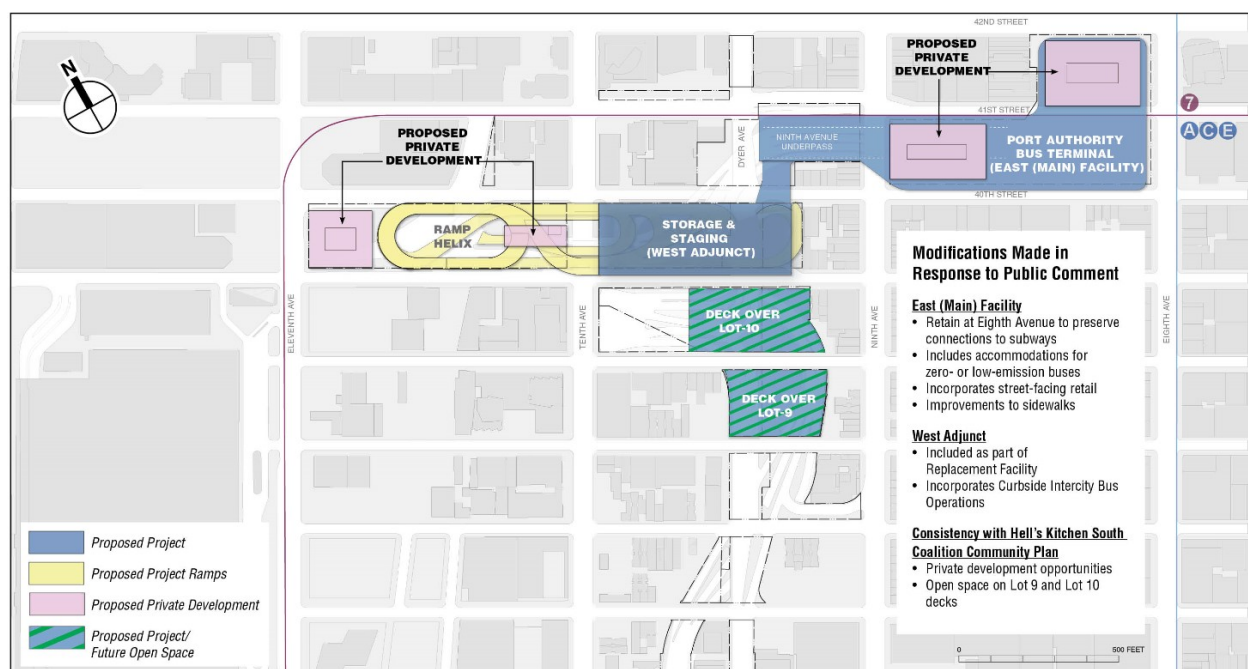 42ND STREET
N
PROPOSED
PRIVATE
DEVELOPMENT
41ST STREET
7
A C E
PROPOSED
PRIVATE
DEVELOPMENT
DYER AVE
NINTH AVENUE
UNDERPASS
PORT AUTHORITY
BUS TERMINAL
(EAST (MAIN) FACILITY)
40TH STREET
RAMP
HELIX
STORAGE &
STAGING
(WEST ADJUNCT)
ELEVENTH AVE
TENTH AVE
NINTH AVE
EIGHTH AVE
DECK OVER
LOT-10
DECK OVER
LOT-9
Modifications Made in
Response to Public Comment
East (Main) Facility
• Retain at Eighth Avenue to preserve
connections to subways
• Includes accommodations for
zero- or low-emission buses
• Incorporates street-facing retail
• Improvements to sidewalks
West Adjunct
• Included as part of
Replacement Facility
• Incorporates Curbside Intercity Bus
Operations
Consistency with Hell's Kitchen South
Coalition Community Plan
• Private development opportunities
• Open space on Lot 9 and Lot 10
decks
Proposed Project
Proposed Project Ramps
Proposed Private Development
Proposed Project/
Future Open Space
0 500 FEET